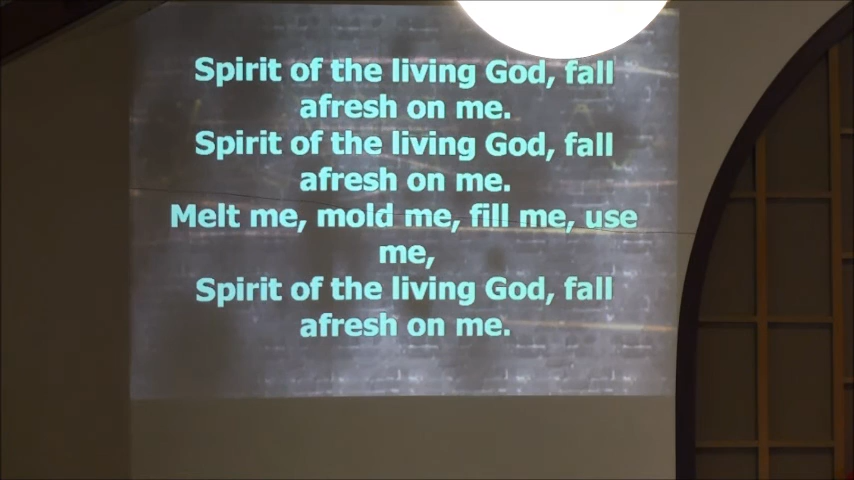 Spirit of the living God, fall
afresh on me.
Spirit of the living God, fall
afresh on me.
Melt me, mold me, fill me, use
me,
Spirit of the living God, fall
afresh on me.